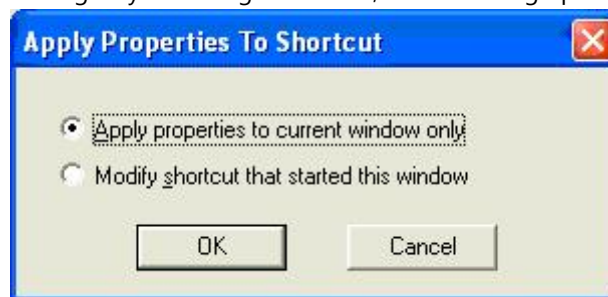 Apply Properties To Shortcut
Apply properties to current window only
Modify shortcut that started this window
OK Cancel